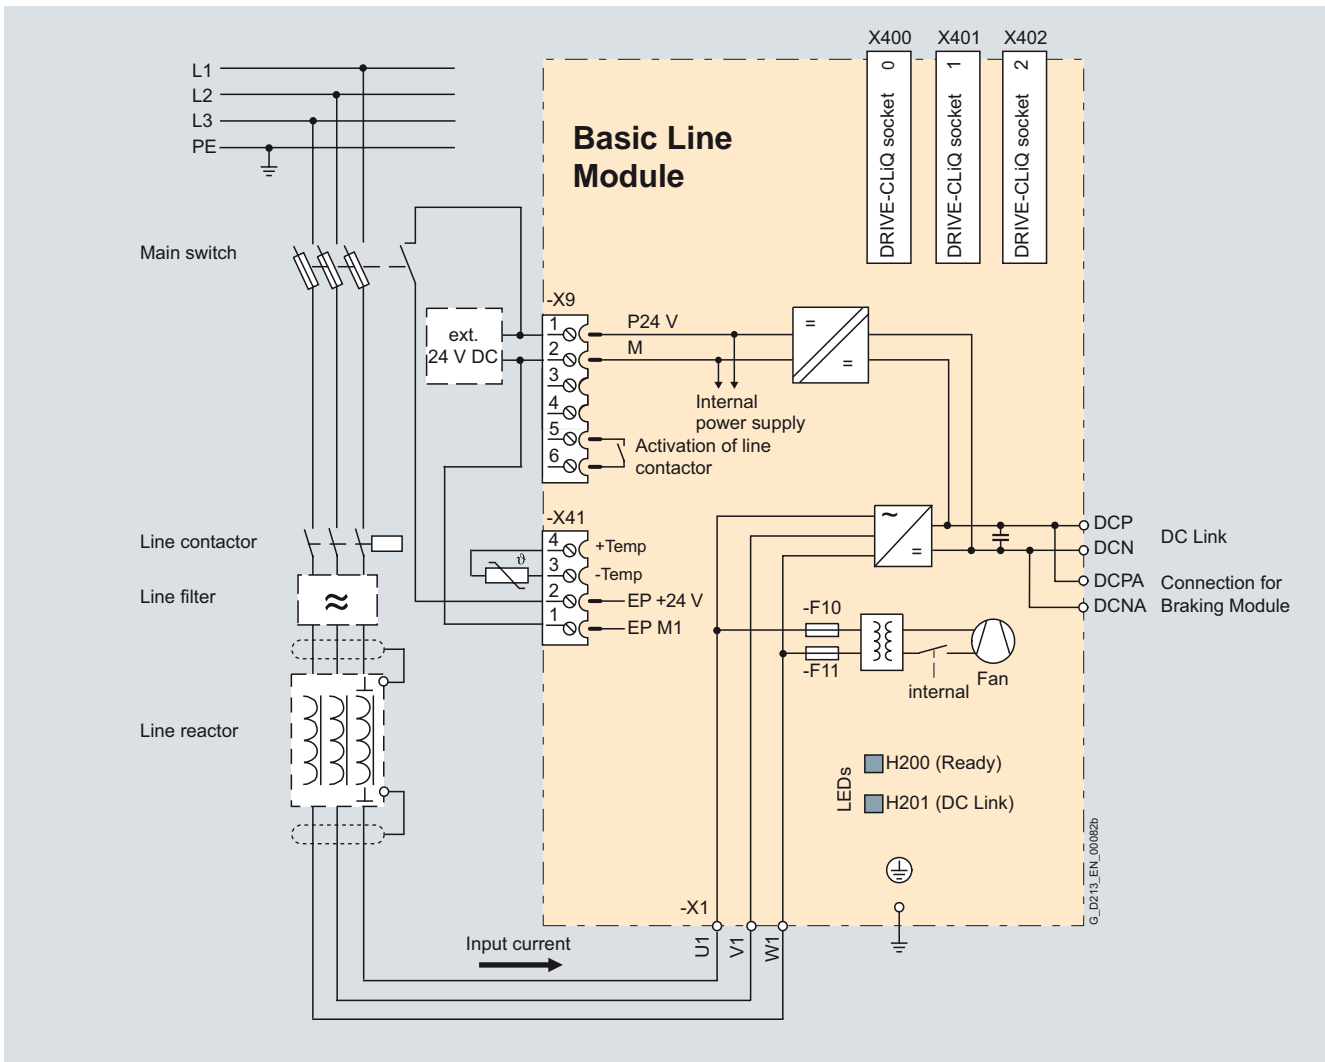 X400 X401 X402
0 1 2
DRIVE-CLiQ socket
DRIVE-CLiQ socket
DRIVE-CLiQ socket
L1
L2
L3
PE
Basic Line
Module
Main switch
ext.
24 V DC
-X9
1
2
3
4
5
6
P24 V
M
=
=
Internal
power supply
Activation of line
contactor
-X41
4
3
2
1
+Temp
-Temp
EP +24 V
EP M1
ϑ
Line contactor
Line filter
≈
Line reactor
~
=
DCP
DCN
DC Link
DCPA
DCNA
Connection for
Braking Module
-F10
-F11
internal
Fan
LEDs
H200 (Ready)
H201 (DC Link)
-X1
U1
V1
W1
Input current
G_D213_EN_00082b